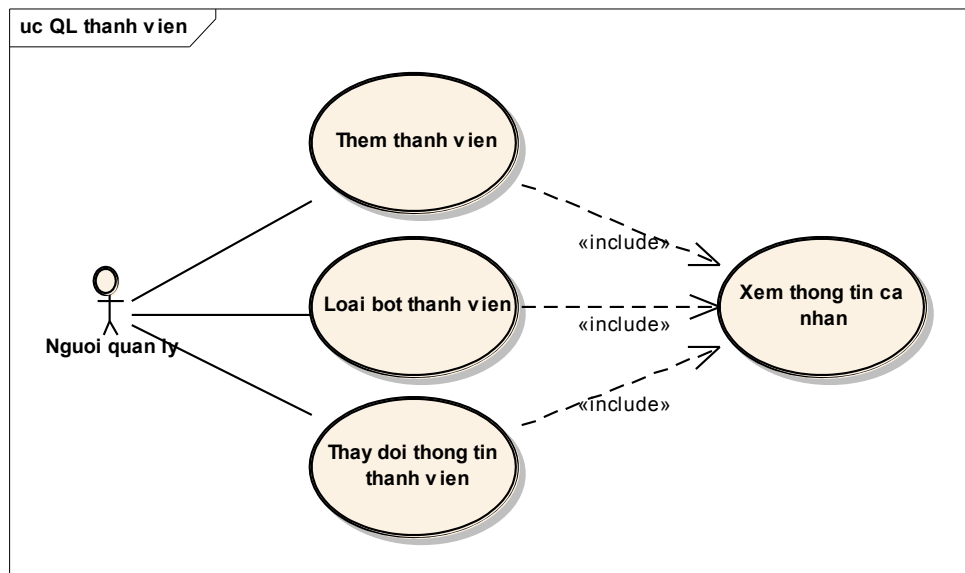 uc QL thanh vien
Them thanh vien
«include»
Loai bot thanh vien
Xem thong tin ca
nhan
«include»
Nguoi quan ly
«include»
Thay doi thong tin
thanh vien